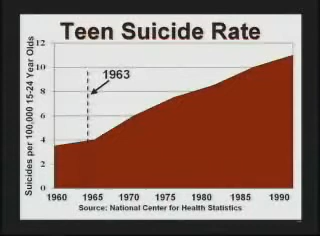 Teen Suicide Rate
Suicides per 100,000 15-24 Year Olds
12
10
8
6
4
2
0
1963
1960 1965 1970 1975 1980 1985 1990
Source: National Center for Health Statistics